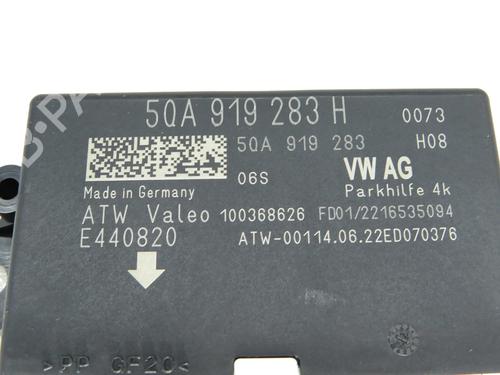 5QA 919 283 H 0073
5QA 919 283 H08
06S VW AG
Made in Germany Parkhilfe 4k
ATW Valeo 100368626 FD01/2216535094
E440820 ATW-00114.06.22ED070376
>PP GF20<